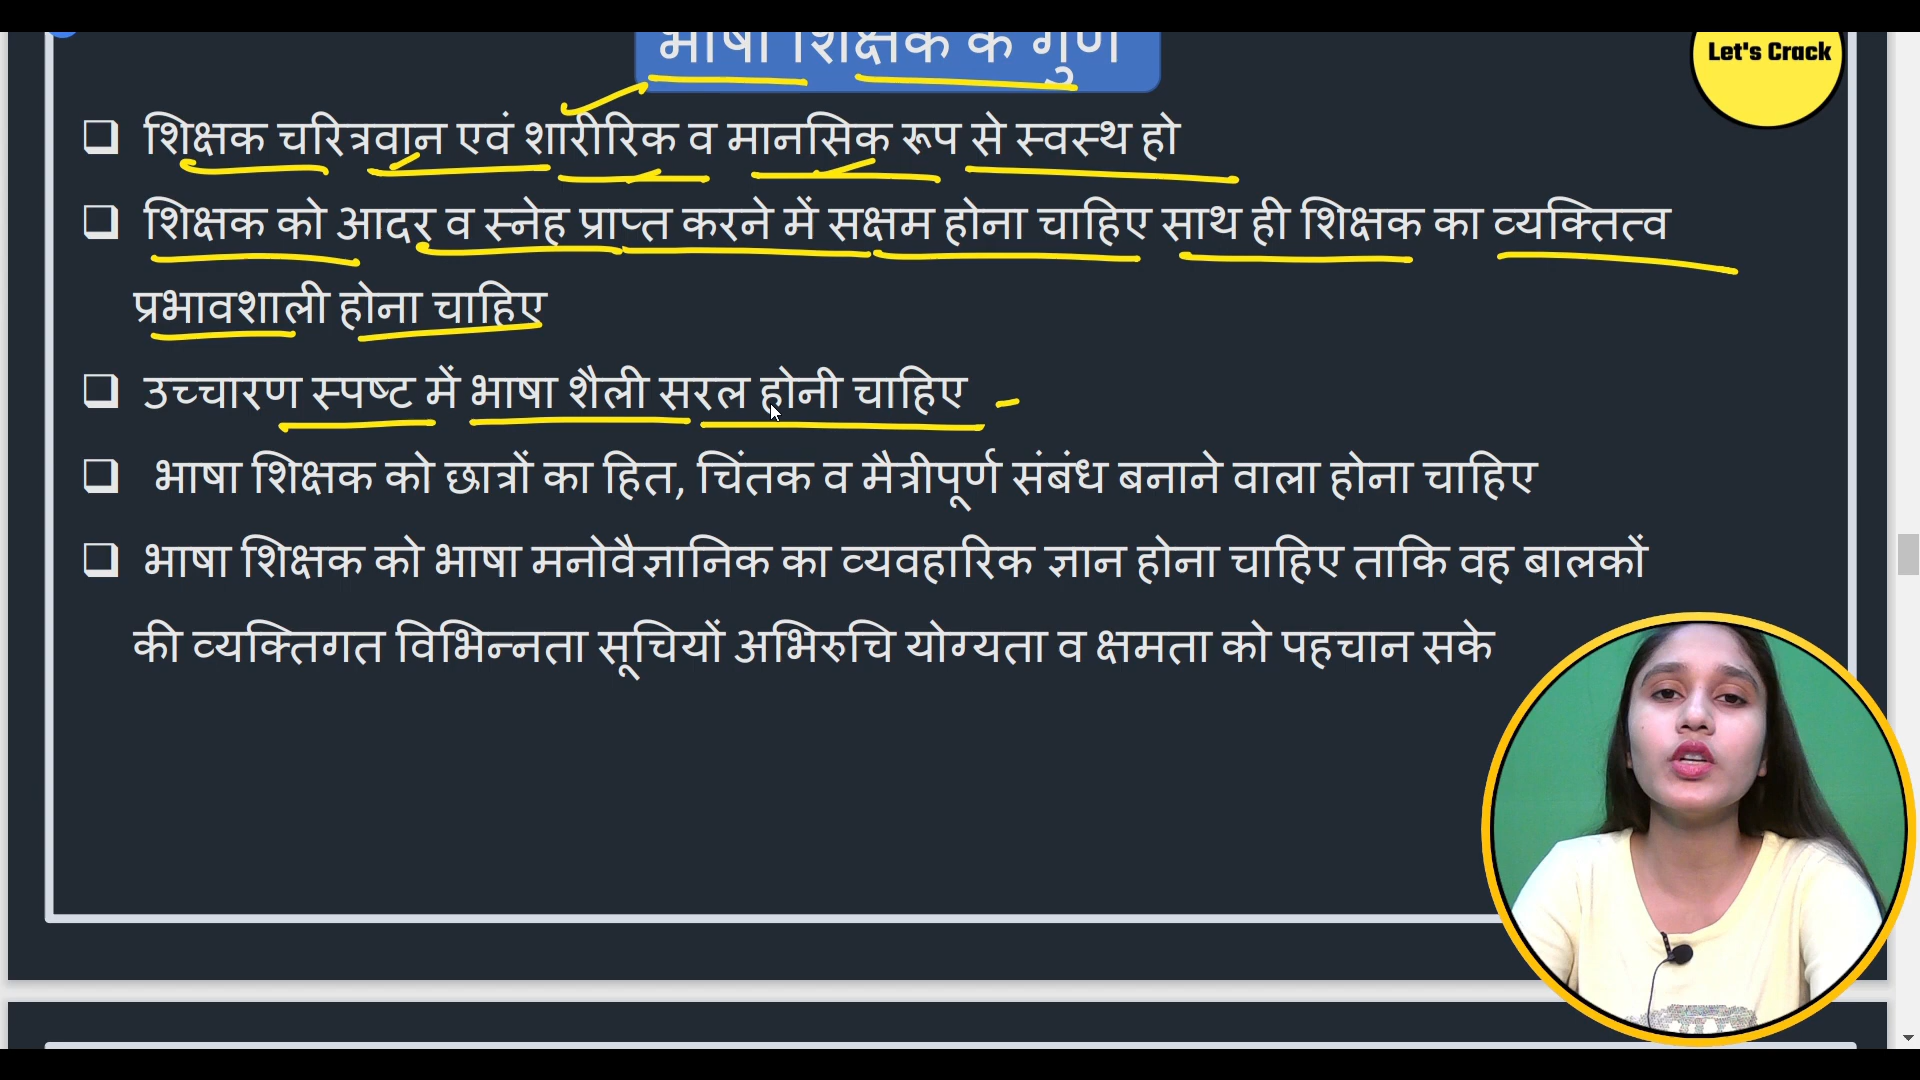 भाषा शिक्षक के गुण
Let's Crack
शिक्षक चरित्रवान एवं शारीरिक व मानसिक रूप से स्वस्थ हो
शिक्षक को आदर व स्नेह प्राप्त करने में सक्षम होना चाहिए साथ ही शिक्षक का व्यक्तित्व
प्रभावशाली होना चाहिए
उच्चारण स्पष्ट में भाषा शैली सरल होनी चाहिए
भाषा शिक्षक को छात्रों का हित, चिंतक व मैत्रीपूर्ण संबंध बनाने वाला होना चाहिए
भाषा शिक्षक को भाषा मनोवैज्ञानिक का व्यवहारिक ज्ञान होना चाहिए ताकि वह बालकों
की व्यक्तिगत विभिन्नता सूचियों अभिरुचि योग्यता व क्षमता को पहचान सके